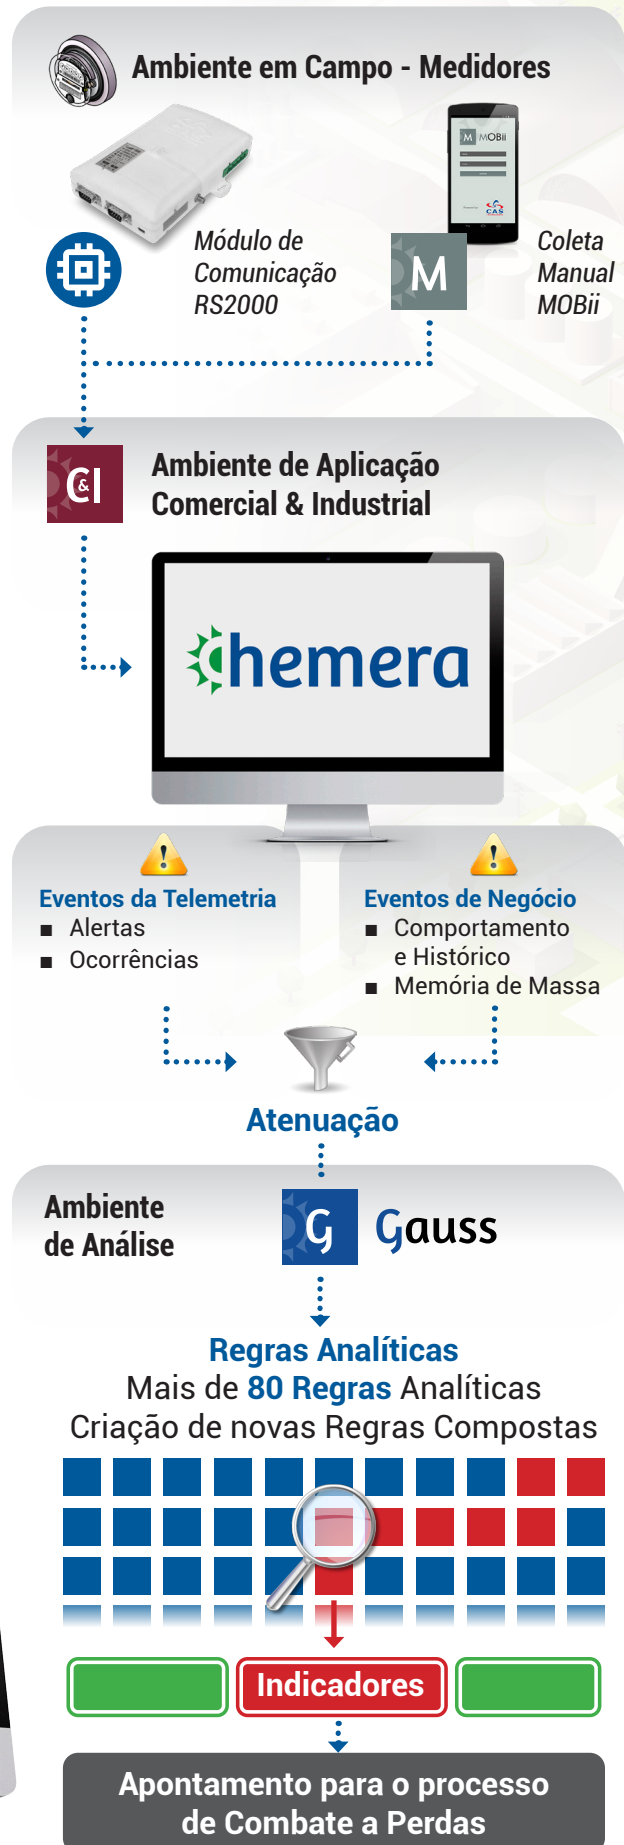 Ambiente em Campo - Medidores
M MOBii
CAS
Módulo de
Comunicação
RS2000
M
Coleta
Manual
MOBii
C&I
Ambiente de Aplicação
Comercial & Industrial
hemera
Eventos da Telemetria
■ Alertas
■ Ocorrências
Eventos de Negócio
■ Comportamento
e Histórico
■ Memória de Massa
Atenuação
Ambiente
de Análise
G Gauss
Regras Analíticas
Mais de 80 Regras Analíticas
Criação de novas Regras Compostas
Indicadores
Apontamento para o processo
de Combate a Perdas